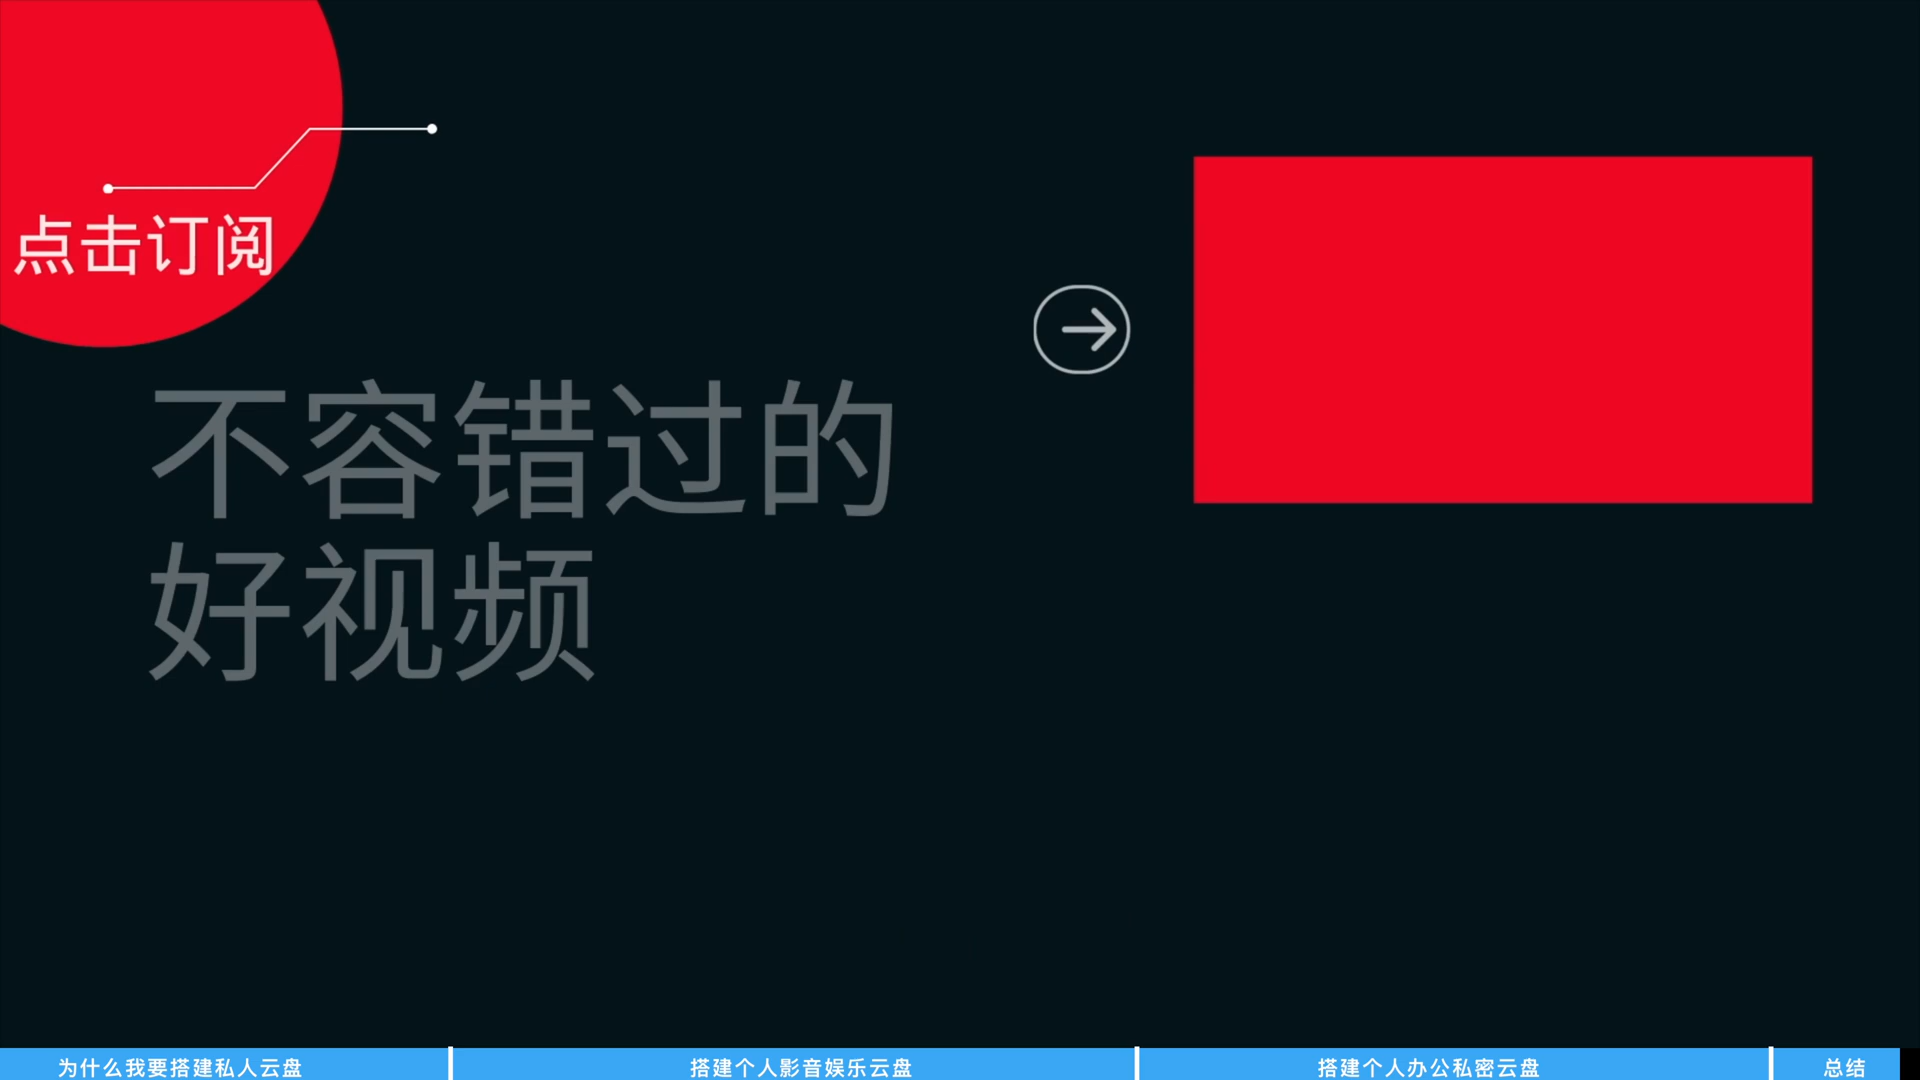 点击订阅
不容错过的
好视频
为什么我要搭建私人云盘
搭建个人影音娱乐云盘
搭建个人办公私密云盘
总结